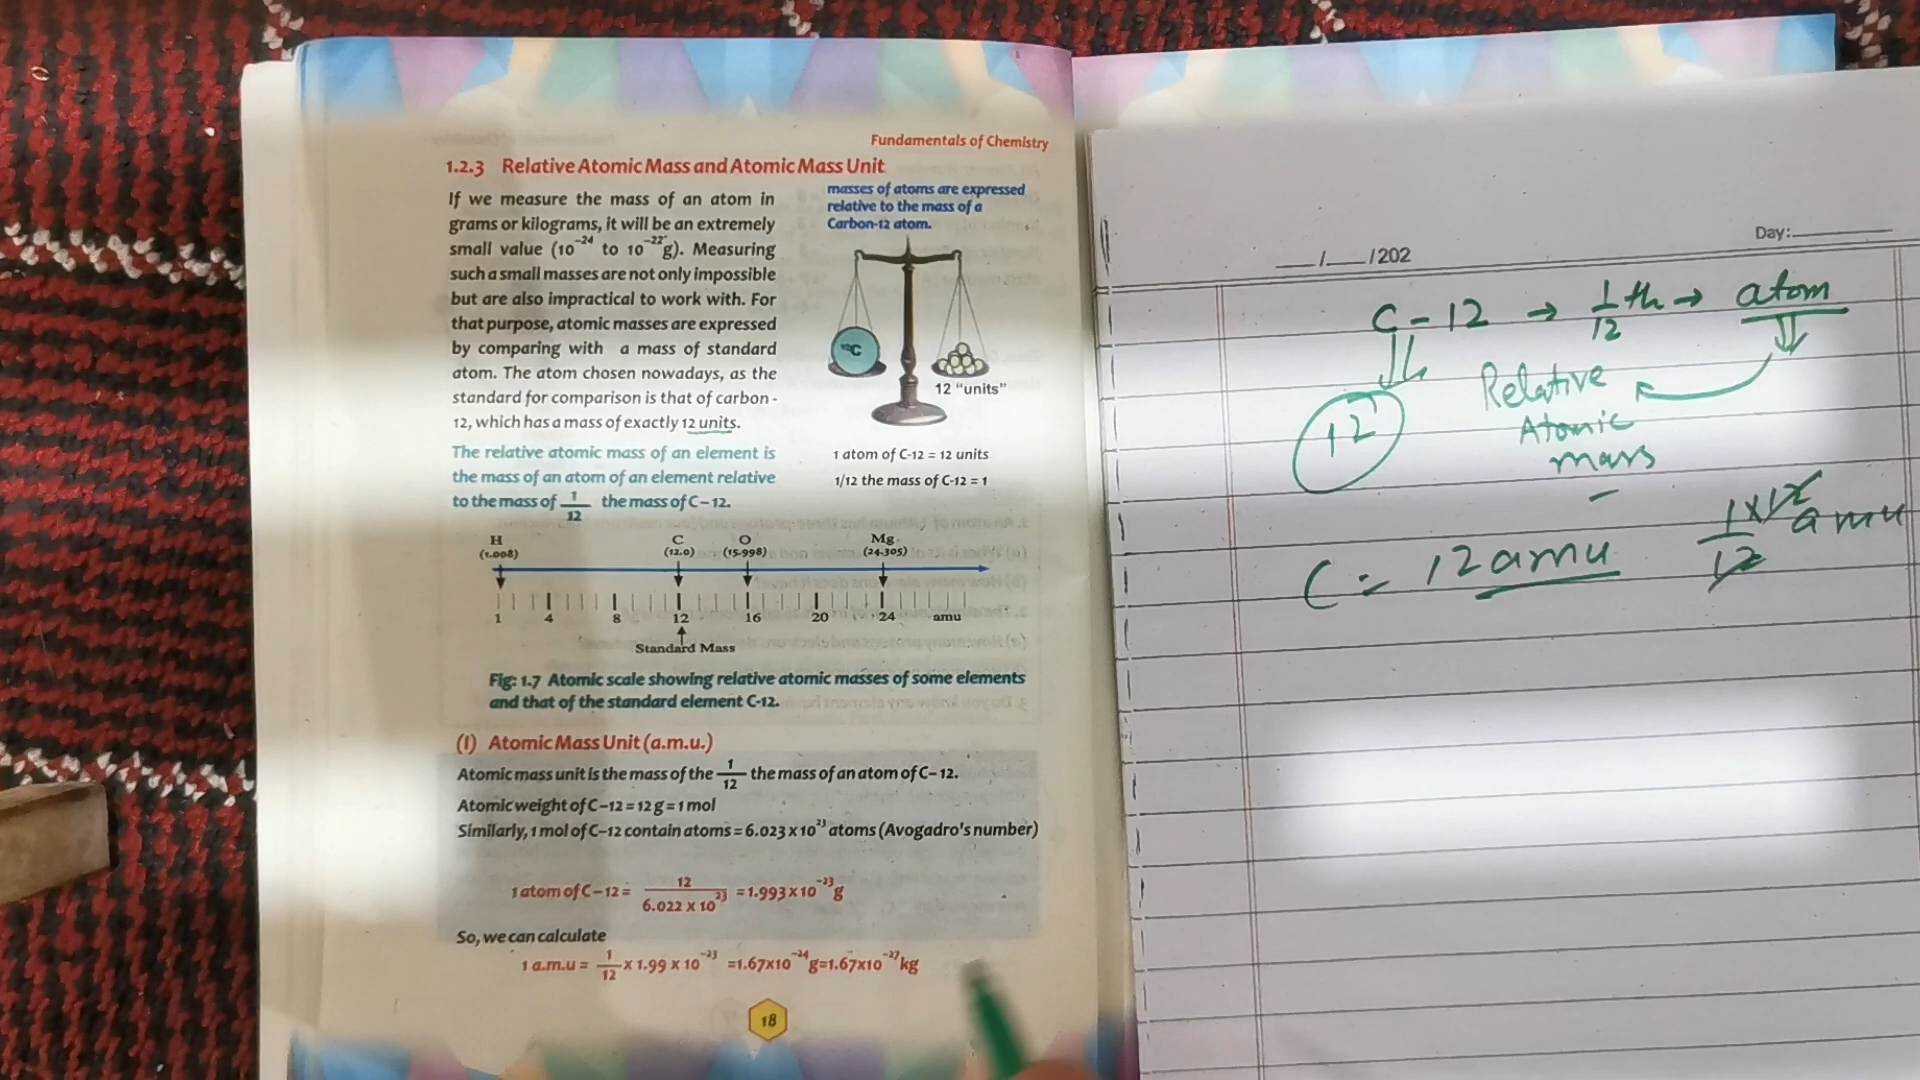 Fundamentals of Chemistry
1.2.3 Relative Atomic Mass and Atomic Mass Unit
If we measure the mass of an atom in
grams or kilograms, it will be an extremely
small value (10⁻²⁴ to 10⁻²²g). Measuring
such a small masses are not only impossible
but are also impractical to work with. For
that purpose, atomic masses are expressed
by comparing with a mass of standard
atom. The atom chosen nowadays, as the
standard for comparison is that of carbon -
12, which has a mass of exactly 12 units.
The relative atomic mass of an element is
the mass of an atom of an element relative
to the mass of 1/12 the mass of C-12.
masses of atoms are expressed
relative to the mass of a
Carbon-12 atom.
¹²C
12 "units"
1 atom of C-12 = 12 units
1/12 the mass of C-12 = 1
H C O Mg
(1.008) (12.0) (15.998) (24.305)
1 4 8 12 16 20 24 amu
Standard Mass
Fig: 1.7 Atomic scale showing relative atomic masses of some elements
and that of the standard element C-12.
(I) Atomic Mass Unit (a.m.u.)
Atomic mass unit is the mass of the 1/12 the mass of an atom of C-12.
Atomic weight of C-12 = 12 g = 1 mol
Similarly, 1 mol of C-12 contain atoms = 6.023 x 10²³ atoms (Avogadro's number)
1 atom of C-12 = 12/6.022 x 10²³ = 1.993 x 10⁻²³ g
So, we can calculate
1 a.m.u = 1/12 x 1.99 x 10⁻²³ =1.67x10⁻²⁴g=1.67x10⁻²⁷kg
18
Day:
__/__/202
C - 12 → 1/12 th → atom
12
Relative
Atomic
mass
1x12/12 amu
C = 12 amu